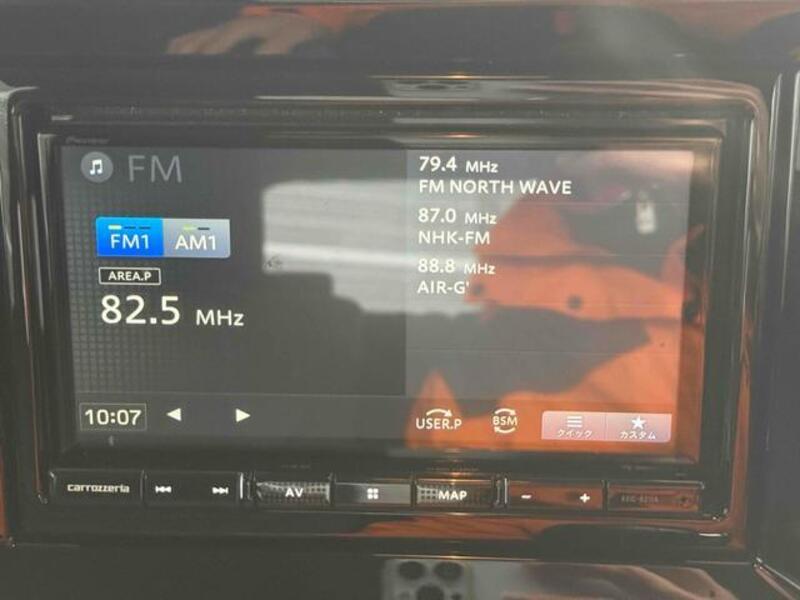 Pioneer
FM
FM1 AM1
AREA.P
82.5 MHz
79.4 MHz
FM NORTH WAVE
87.0 MHz
NHK-FM
88.8 MHz
AIR-G'
10:07
USER.P
BSM
クイック
カスタム
carrozzeria
AV
MAP
- +